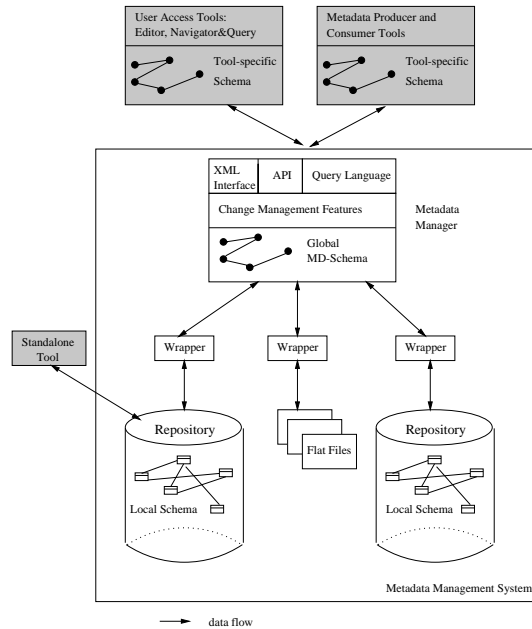 User Access Tools:
Editor, Navigator&Query
Tool-specific
Schema
Metadata Producer and
Consumer Tools
Tool-specific
Schema
XML
Interface
API
Query Language
Change Management Features
Global
MD-Schema
Metadata
Manager
Wrapper
Wrapper
Wrapper
Standalone
Tool
Repository
Local Schema
Flat Files
Repository
Local Schema
Metadata Management System
data flow